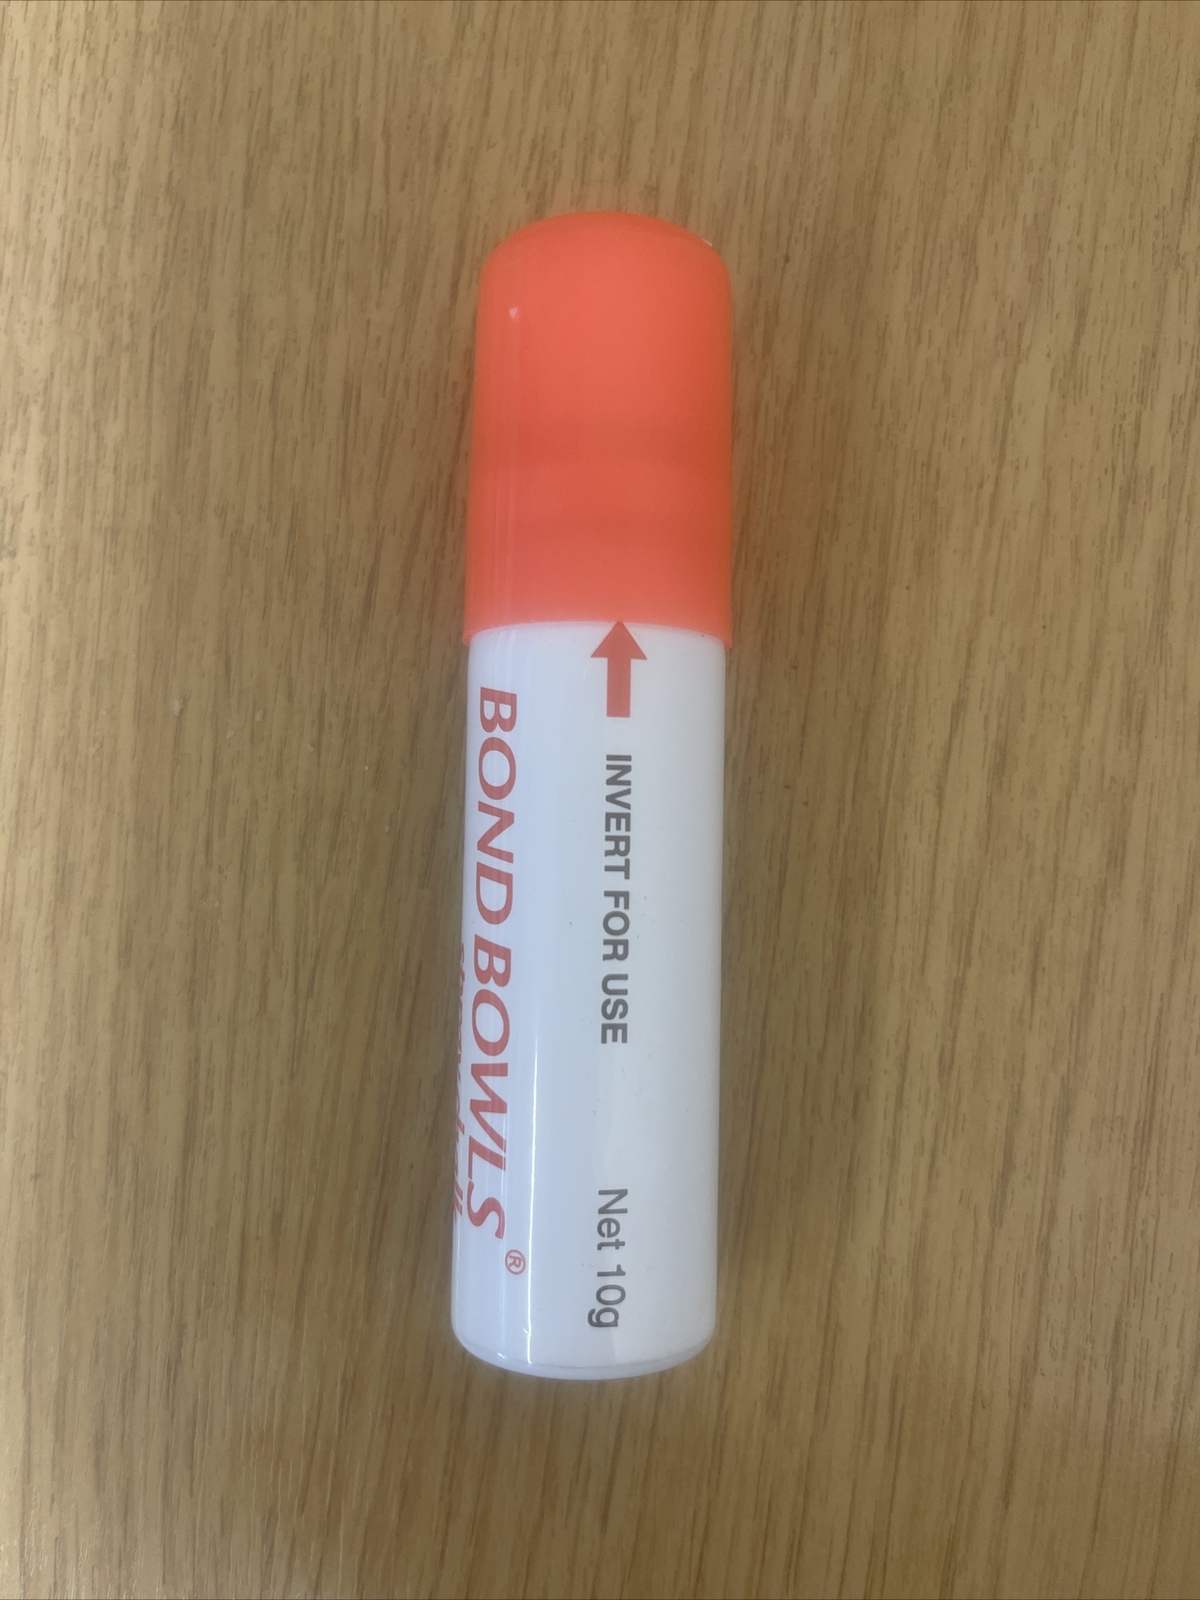 INVERT FOR USE
Net 10g
BOND BOWLS ®